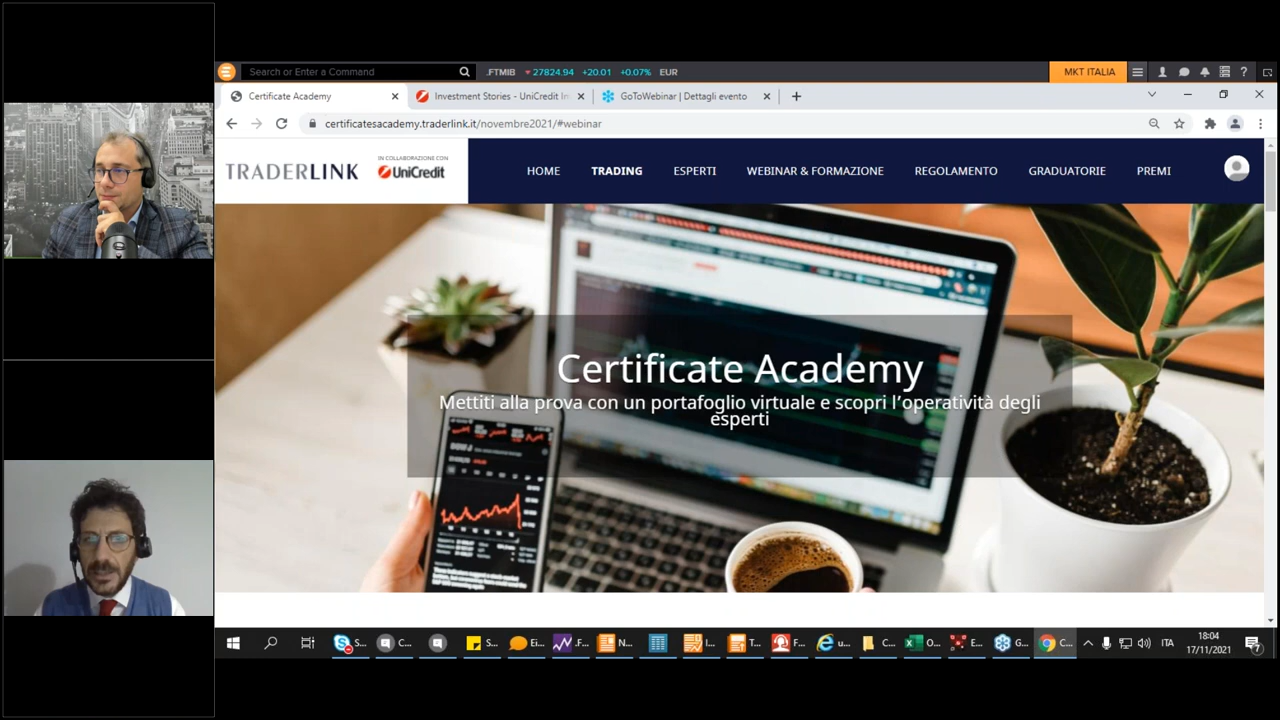 Search or Enter a Command
.FTMIB
27824.94
+20.01
+0.07%
EUR
MKT ITALIA
Certificate Academy
Investment Stories - UniCredit In
GoToWebinar | Dettagli evento
certificatesacademy.traderlink.it/novembre2021/#webinar
TRADERLINK
IN COLLABORAZIONE CON
UniCredit
HOME
TRADING
ESPERTI
WEBINAR & FORMAZIONE
REGOLAMENTO
GRADUATORIE
PREMI
Certificate Academy
Mettiti alla prova con un portafoglio virtuale e scopri l’operatività degli
esperti
S...
C...
S...
Ei...
.F...
N...
I...
T...
F...
u...
C...
O...
E...
G...
C...
ITA
18:04
17/11/2021
7